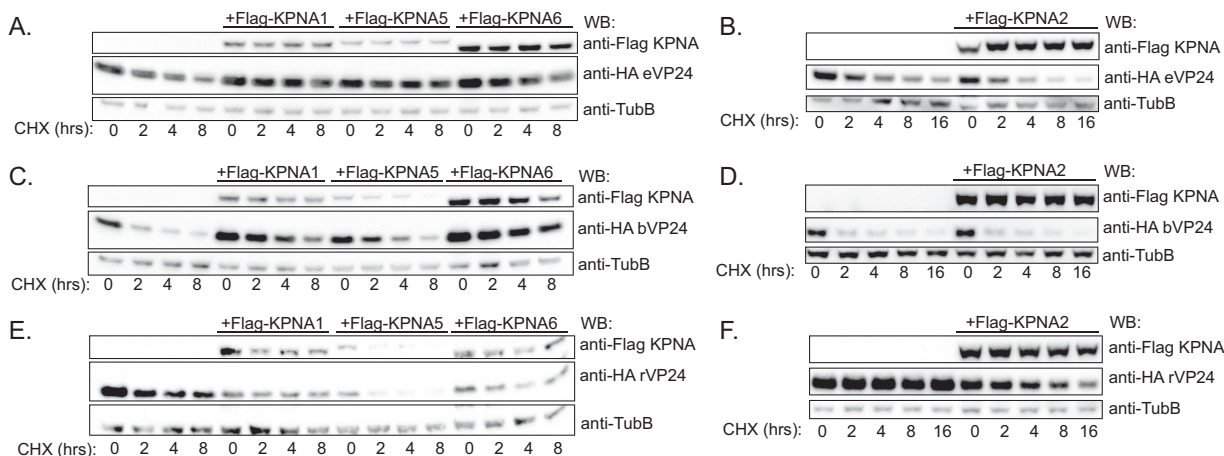 A.
+Flag-KPNA1 +Flag-KPNA5 +Flag-KPNA6 WB:
anti-Flag KPNA
anti-HA eVP24
anti-TubB
CHX (hrs): 0 2 4 8 0 2 4 8 0 2 4 8 0 2 4 8
B.
+Flag-KPNA2 WB:
anti-Flag KPNA
anti-HA eVP24
anti-TubB
CHX (hrs): 0 2 4 8 16 0 2 4 8 16
C.
+Flag-KPNA1 +Flag-KPNA5 +Flag-KPNA6 WB:
anti-Flag KPNA
anti-HA bVP24
anti-TubB
CHX (hrs): 0 2 4 8 0 2 4 8 0 2 4 8 0 2 4 8
D.
+Flag-KPNA2 WB:
anti-Flag KPNA
anti-HA bVP24
anti-TubB
CHX (hrs): 0 2 4 8 16 0 2 4 8 16
E.
+Flag-KPNA1 +Flag-KPNA5 +Flag-KPNA6 WB:
anti-Flag KPNA
anti-HA rVP24
anti-TubB
CHX (hrs): 0 2 4 8 0 2 4 8 0 2 4 8 0 2 4 8
F.
+Flag-KPNA2 WB:
anti-Flag KPNA
anti-HA rVP24
anti-TubB
CHX (hrs): 0 2 4 8 16 0 2 4 8 16